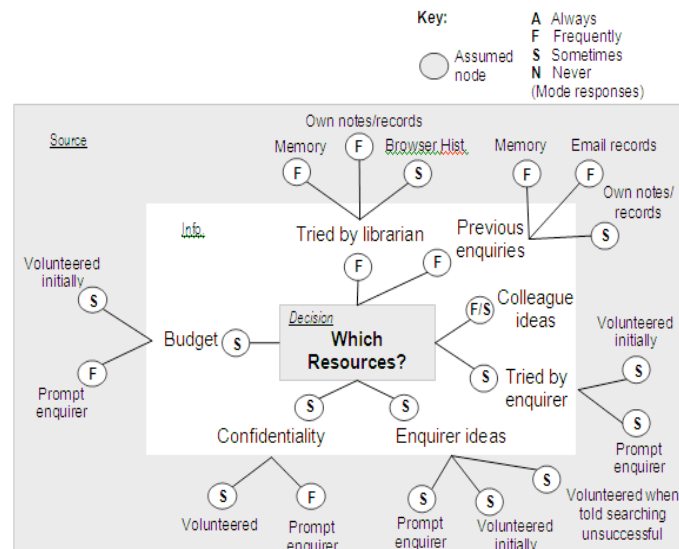 Key:
A Always
F Frequently
S Sometimes
N Never
(Mode responses)
Assumed
node
Source
Own notes/records
Memory
F
F
Browser Hist.
S
Memory
F
Email records
F
Own notes/
records
S
Info.
Tried by librarian
Previous
enquiries
F
F
Volunteered
initially
S
Budget
S
F
Prompt
enquirer
Decision
Which
Resources?
F/S
Colleague
ideas
S
Tried by
enquirer
Volunteered
initially
S
S
Prompt
enquirer
S
S
Confidentiality
Enquirer ideas
S
Volunteered
F
Prompt
enquirer
S
Prompt
enquirer
S
Volunteered
initially
S
Volunteered when
told searching
unsuccessful